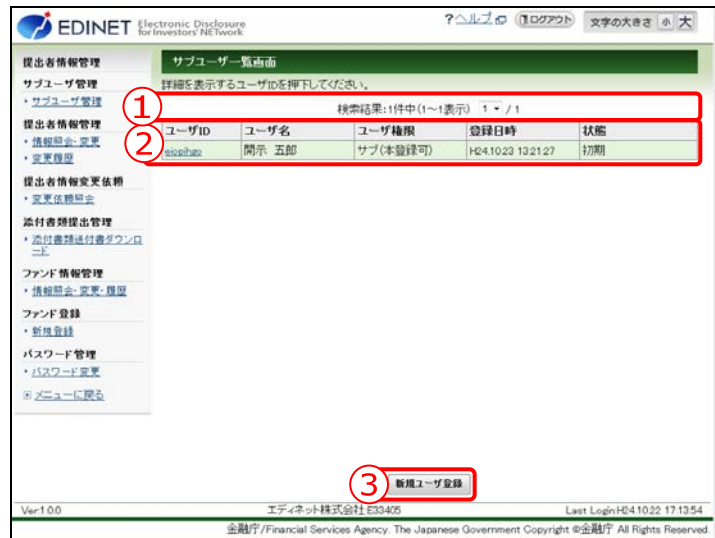 EDINET Electronic Disclosure for Investors' NETwork
?ヘルプ ログアウト 文字の大きさ 小 大
提出者情報管理
サブユーザ管理
・サブユーザ管理
提出者情報管理
・情報照会・変更
・変更履歴
提出者情報変更依頼
・変更依頼照会
添付書類提出管理
・添付書類送付書ダウンロ
ード
ファンド情報管理
・情報照会・変更・履歴
ファンド登録
・新規登録
パスワード管理
・パスワード変更
メニューに戻る
サブユーザ一覧画面
詳細を表示するユーザIDを押下してください。
①
検索結果:1件中(1~1表示) 1 / 1
②
ユーザID ユーザ名 ユーザ権限 登録日時 状態
開示 五郎 サブ(本登録可) H24.10.23 13:21:27 初期
③ 新規ユーザ登録
Ver.1.0.0 エディネット株式会社 E33405 Last Login:H24.10.22 17:13:54
金融庁/Financial Services Agency. The Japanese Government Copyright ©金融庁 All Rights Reserved.